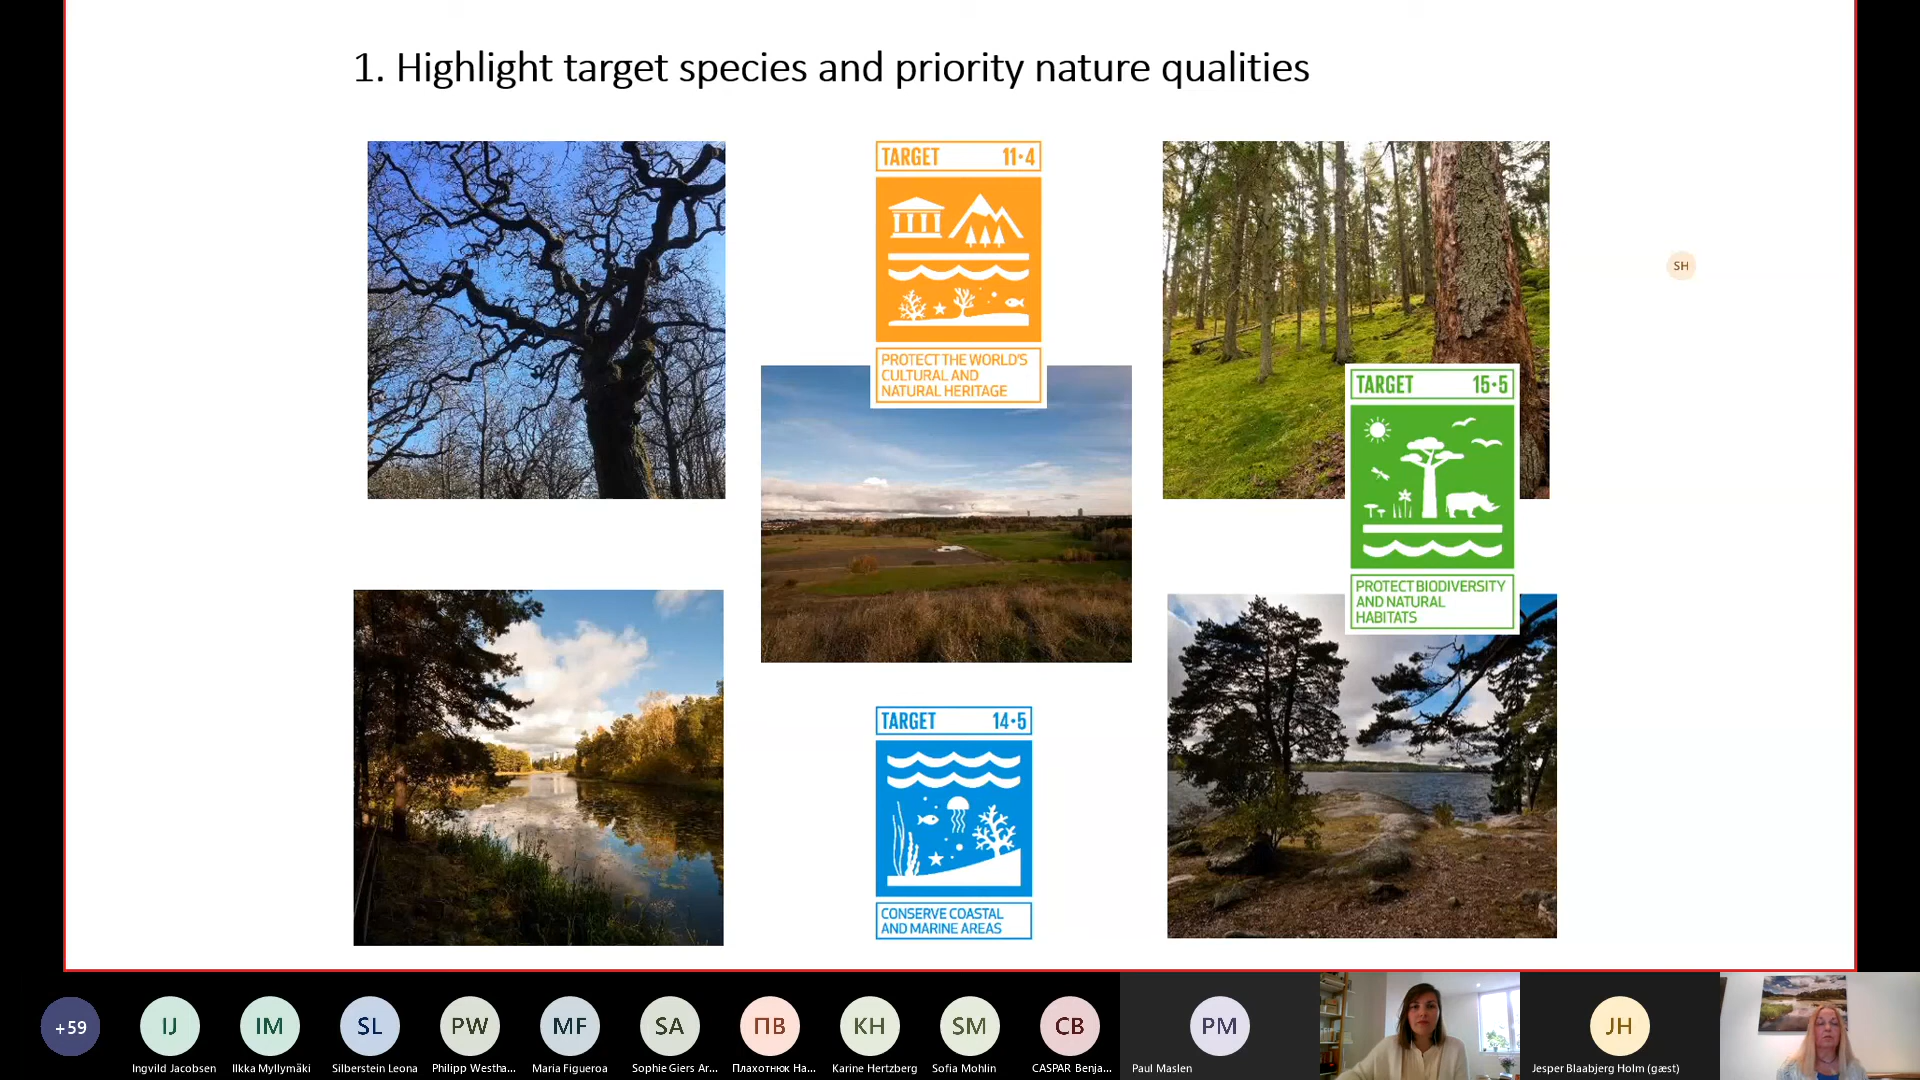 1. Highlight target species and priority nature qualities
TARGET 11·4
PROTECT THE WORLD'S
CULTURAL AND
NATURAL HERITAGE
TARGET 15·5
PROTECT BIODIVERSITY
AND NATURAL
HABITATS
TARGET 14·5
CONSERVE COASTAL
AND MARINE AREAS
SH
+59
IJ
IM
SL
PW
MF
SA
ПВ
KH
SM
CB
PM
JH
Ingvild Jacobsen
Ilkka Myllymäki
Silberstein Leona
Philipp Westha...
Maria Figueroa
Sophie Giers Ar...
Плахотнюк На...
Karine Hertzberg
Sofia Mohlin
CASPAR Benja...
Paul Maslen
Jesper Blaabjerg Holm (gæst)